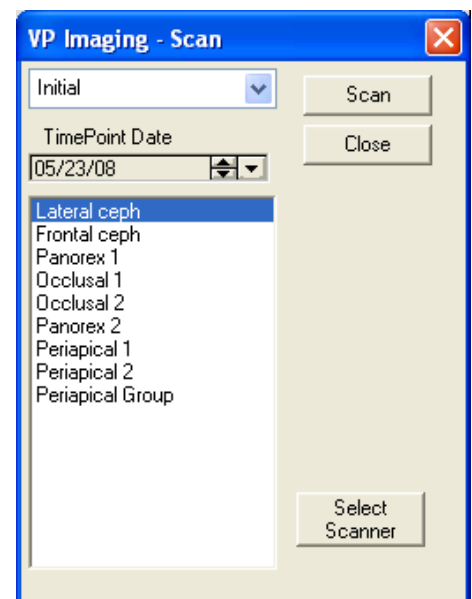 VP Imaging - Scan
Initial
Scan
TimePoint Date
Close
05/23/08
Lateral ceph
Frontal ceph
Panorex 1
Occlusal 1
Occlusal 2
Panorex 2
Periapical 1
Periapical 2
Periapical Group
Select
Scanner